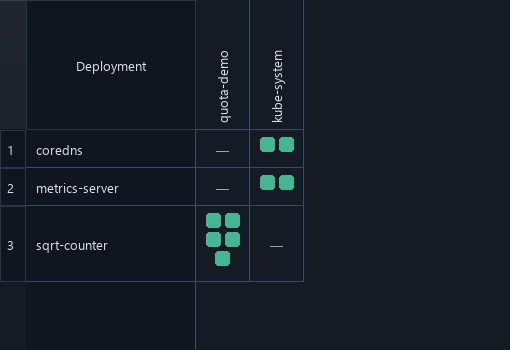 Deployment quota-demo kube-system
1 coredns —
2 metrics-server —
3 sqrt-counter —